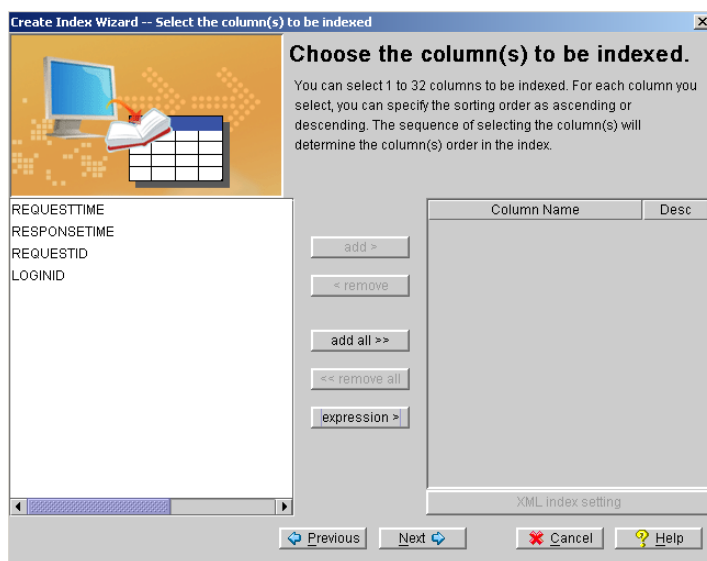 Create Index Wizard -- Select the column(s) to be indexed
Choose the column(s) to be indexed.
You can select 1 to 32 columns to be indexed. For each column you
select, you can specify the sorting order as ascending or
descending. The sequence of selecting the column(s) will
determine the column(s) order in the index.
REQUESTTIME
RESPONSETIME
REQUESTID
LOGINID
add >
< remove
add all >>
<< remove all
expression >
Column Name Desc
XML index setting
Previous Next Cancel Help